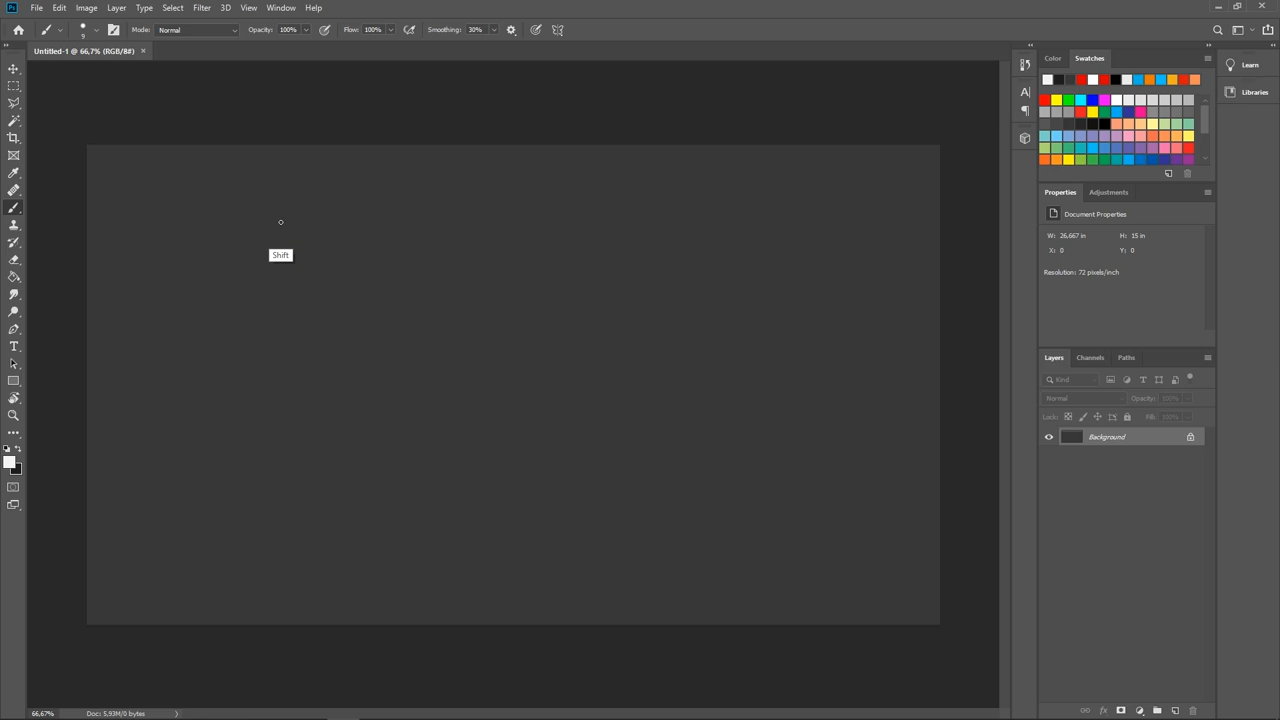 Ps File Edit Image Layer Type Select Filter 3D View Window Help
9 Mode: Normal Opacity: 100% Flow: 100% Smoothing: 30%
Untitled-1 @ 66,7% (RGB/8#) ×
Color Swatches
Learn
Libraries
Properties Adjustments
Document Properties
W: 26,667 in H: 15 in
X: 0 Y: 0
Resolution: 72 pixels/inch
Shift
Layers Channels Paths
Kind
Normal Opacity: 100%
Lock: Fill: 100%
Background
66,67% Doc: 5,93M/0 bytes